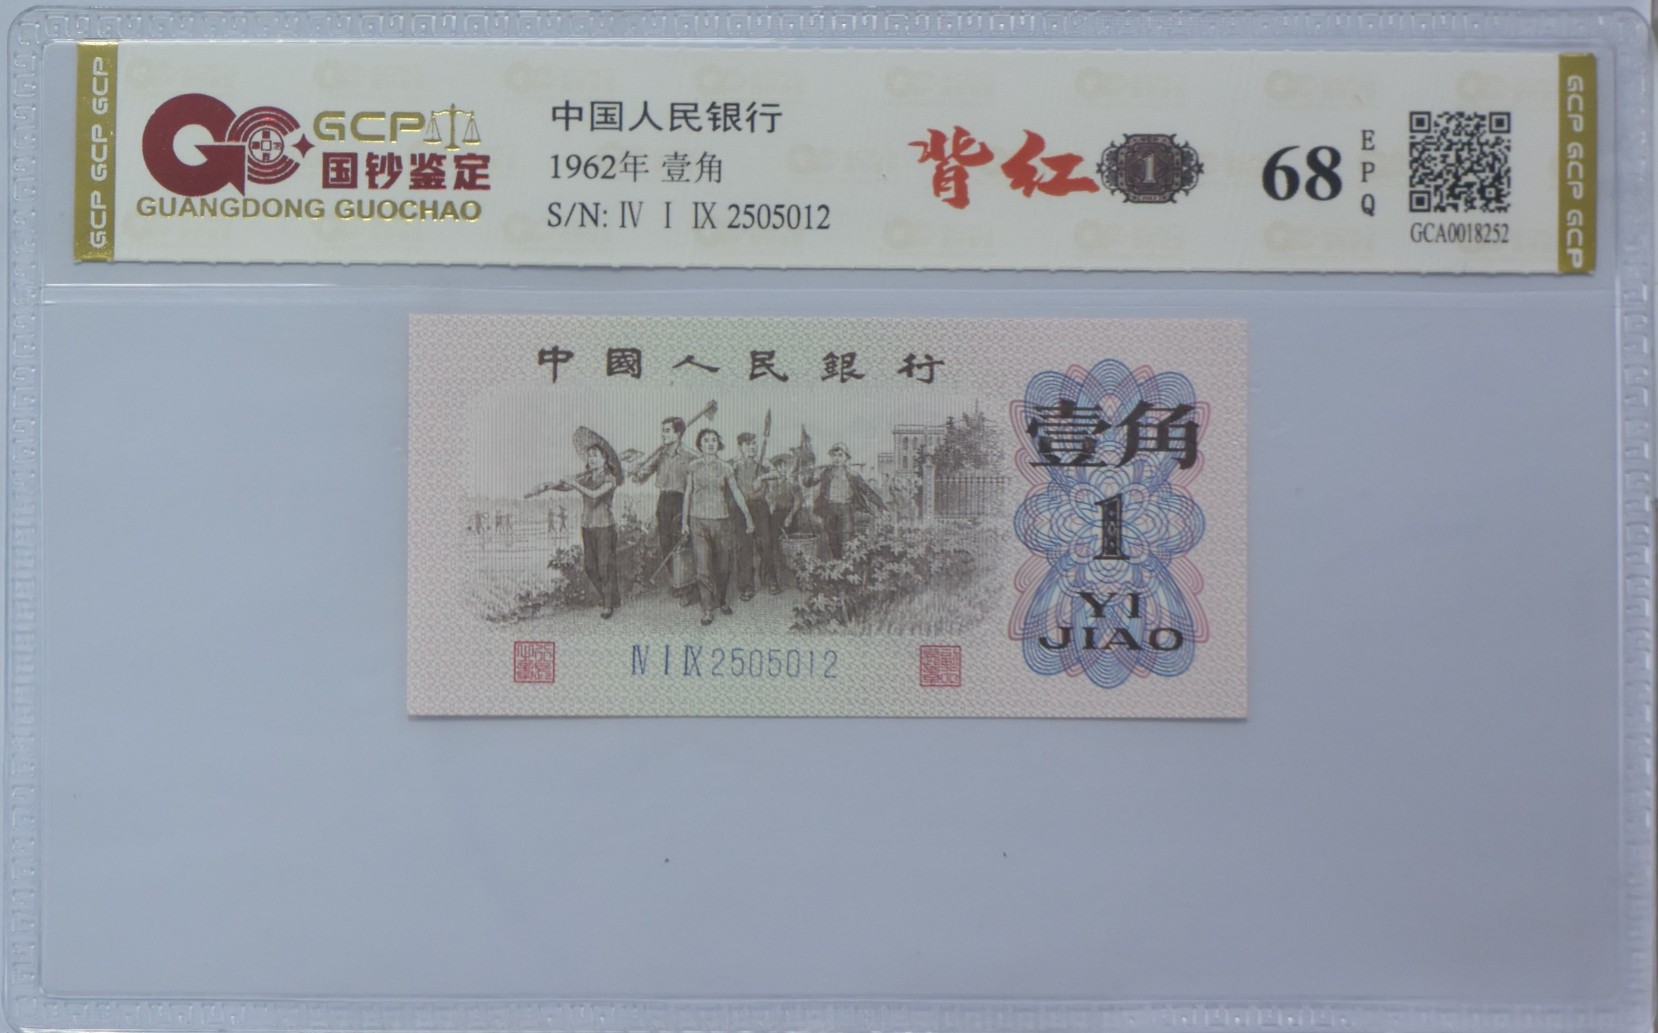 GCP GCP GCP
GCP
国钞鉴定
GUANGDONG GUOCHAO
中国人民银行
1962年 壹角
S/N: Ⅳ Ⅰ Ⅸ 2505012
背红
1
68
EPQ
GCA0018252
GCP GCP GCP
中國人民銀行
壹角
1
YI
JIAO
Ⅳ Ⅰ Ⅸ 2505012